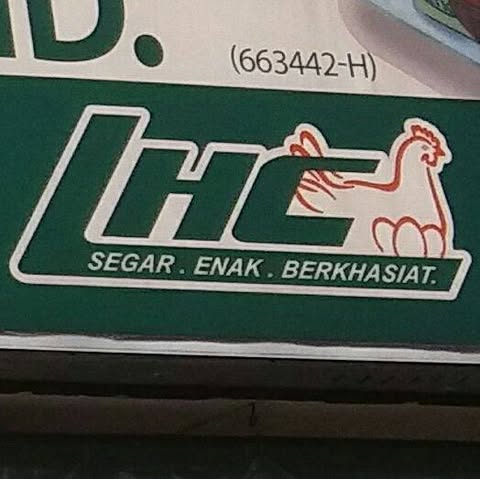 D.
(663442-H)
LHC
SEGAR . ENAK . BERKHASIAT.